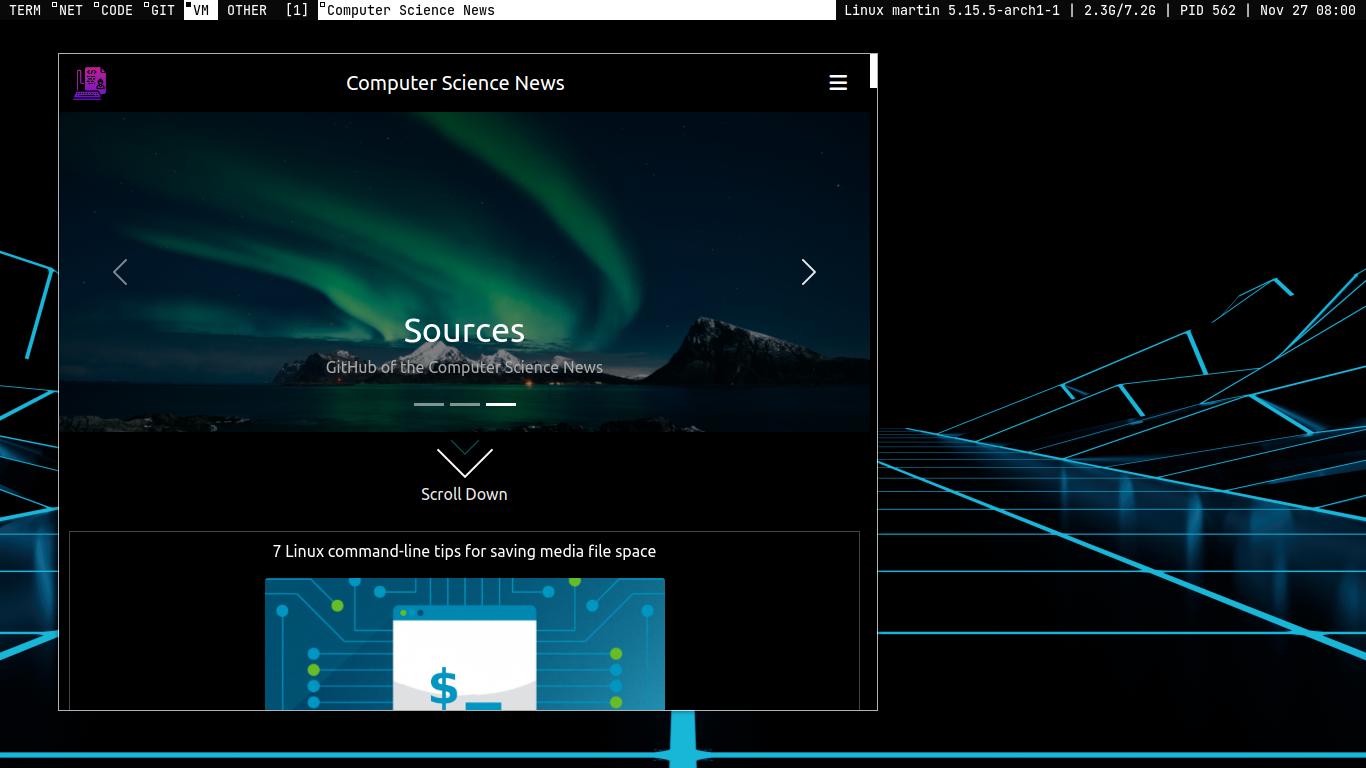 TERM NET CODE GIT VM OTHER [1] Computer Science News Linux martin 5.15.5-arch1-1 | 2.3G/7.2G | PID 562 | Nov 27 08:00
Computer Science News
Sources
GitHub of the Computer Science News
Scroll Down
7 Linux command-line tips for saving media file space
$_